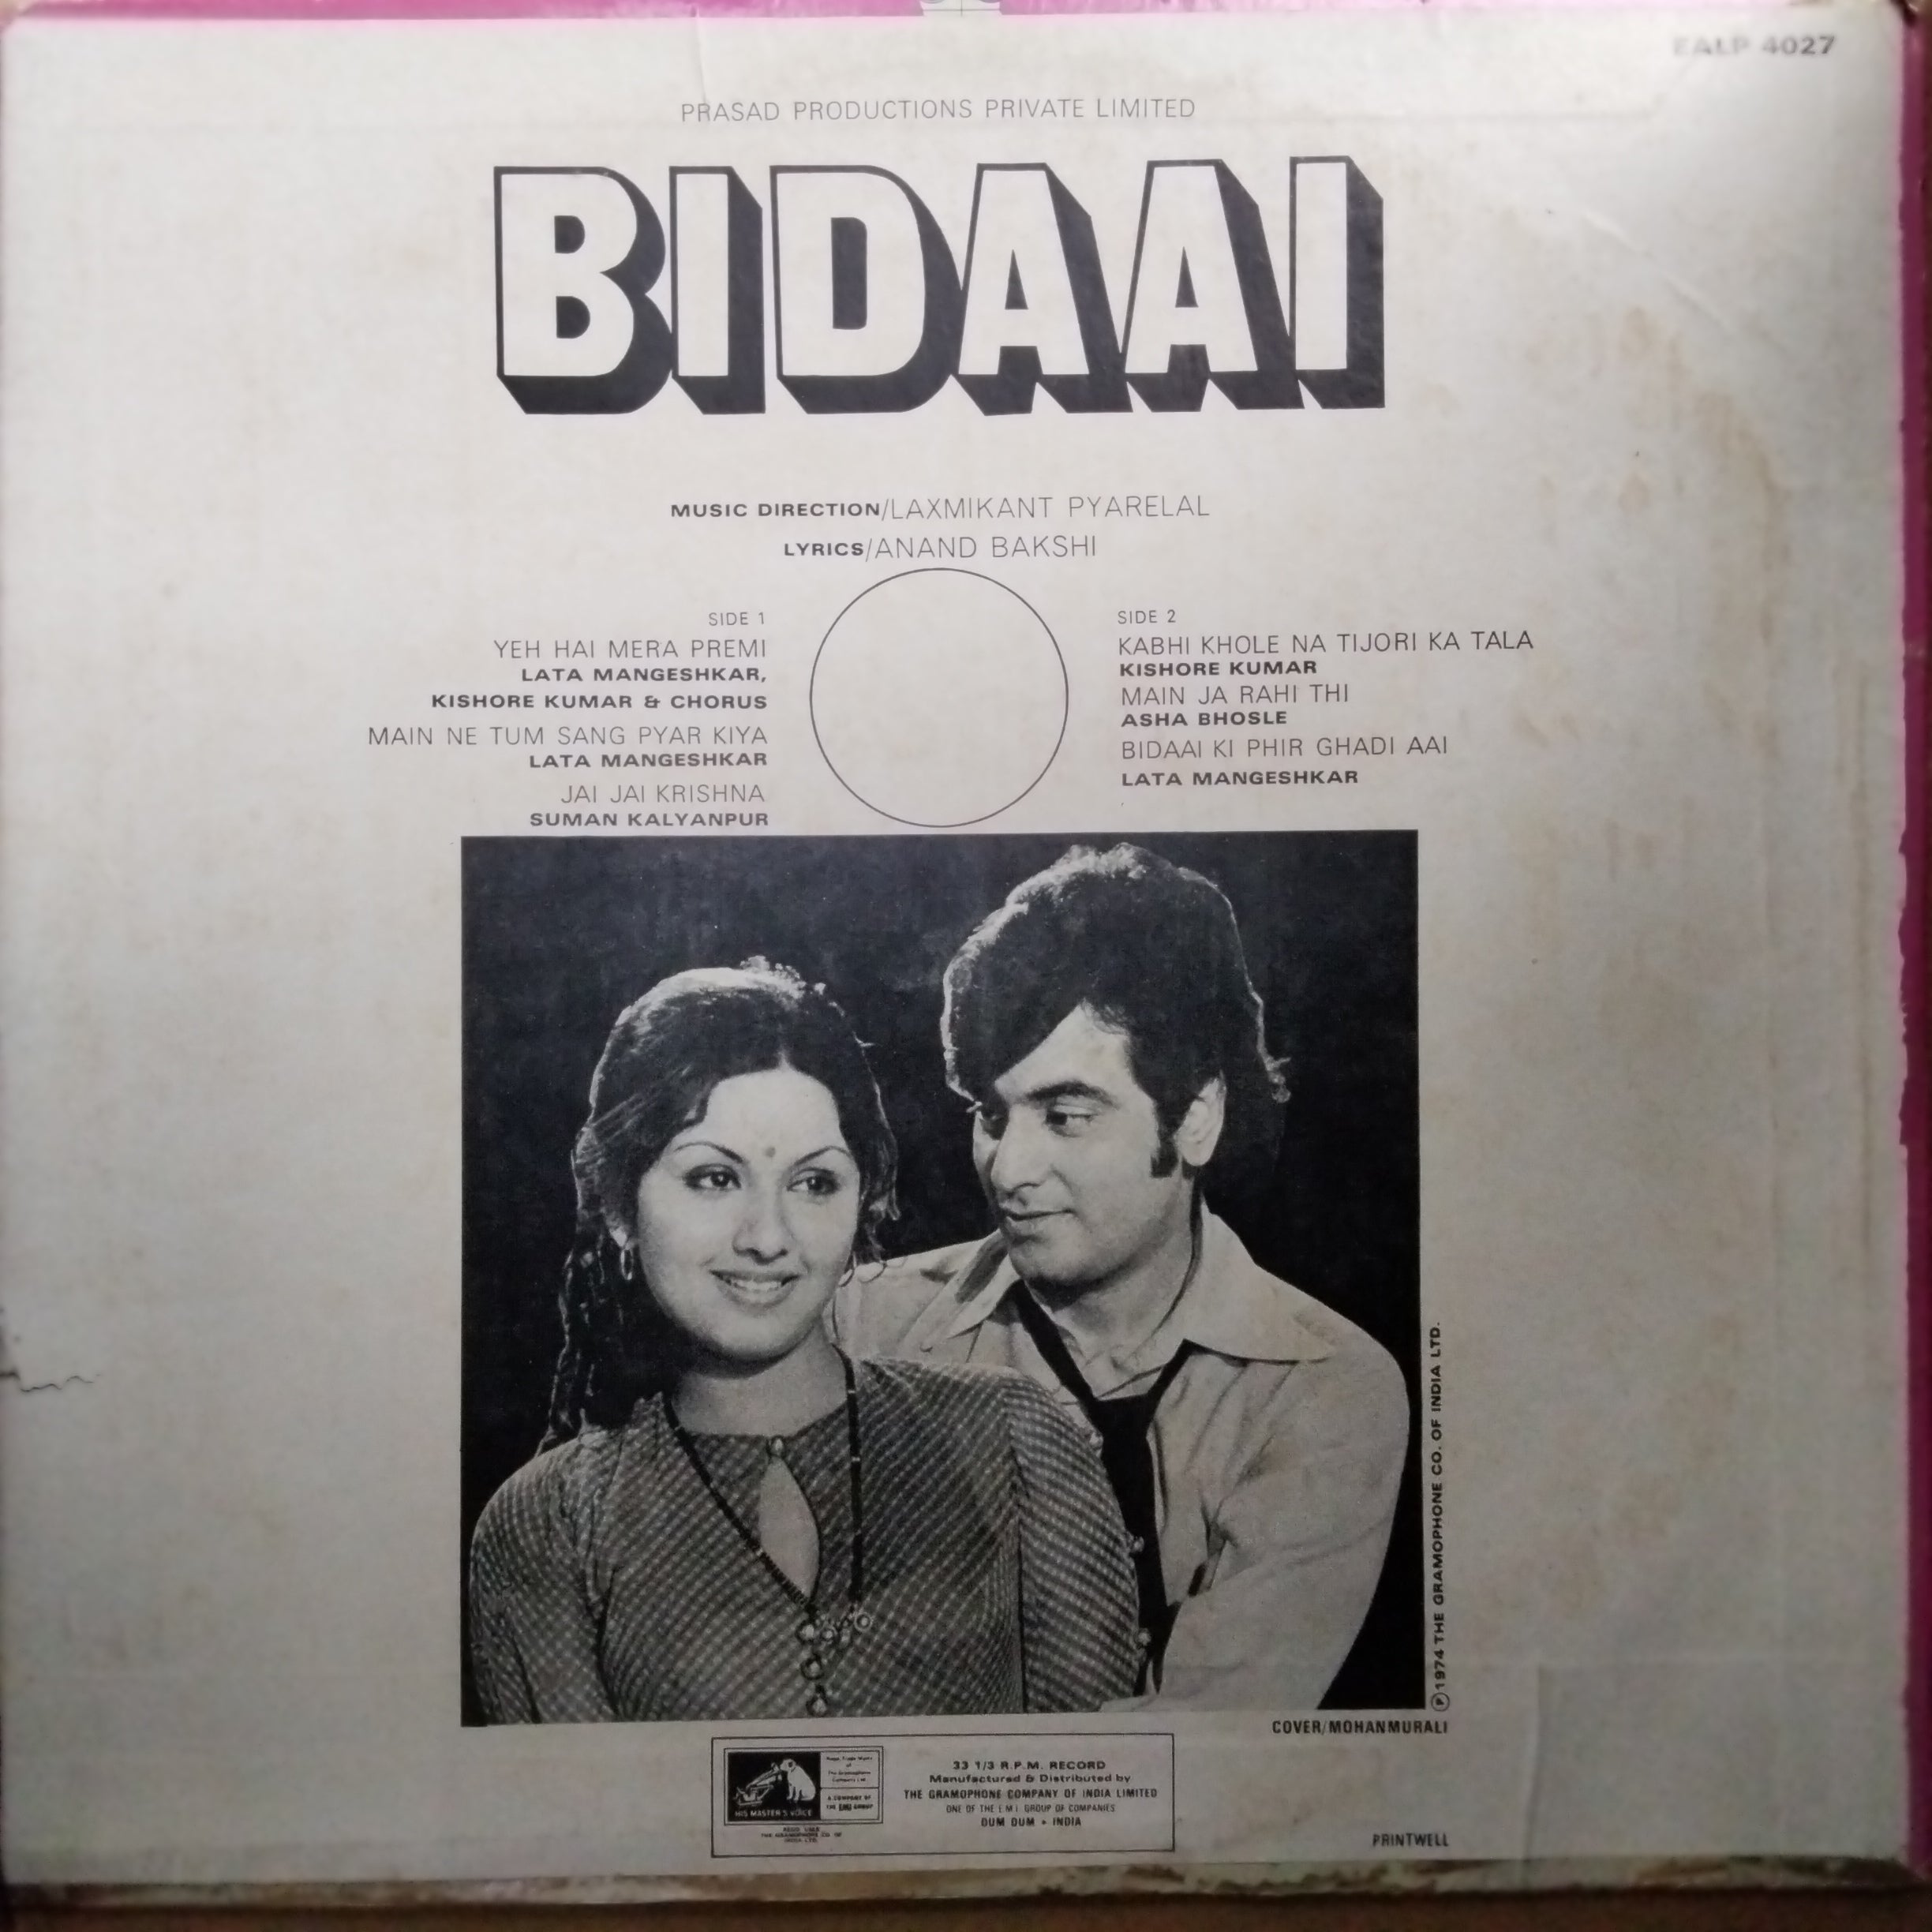 EALP 4027
PRASAD PRODUCTIONS PRIVATE LIMITED
BIDAAI
MUSIC DIRECTION/LAXMIKANT PYARELAL
LYRICS/ANAND BAKSHI
SIDE 1
YEH HAI MERA PREMI
LATA MANGESHKAR,
KISHORE KUMAR & CHORUS
MAIN NE TUM SANG PYAR KIYA
LATA MANGESHKAR
JAI JAI KRISHNA
SUMAN KALYANPUR
SIDE 2
KABHI KHOLE NA TIJORI KA TALA
KISHORE KUMAR
MAIN JA RAHI THI
ASHA BHOSLE
BIDAAI KI PHIR GHADI AAI
LATA MANGESHKAR
Ⓟ 1974 THE GRAMOPHONE CO. OF INDIA LTD.
COVER/MOHANMURALI
HIS MASTER'S VOICE
A COMPANY OF
THE EMI GROUP
33 1/3 R.P.M. RECORD
Manufactured & Distributed by
THE GRAMOPHONE COMPANY OF INDIA LIMITED
ONE OF THE E M I GROUP OF COMPANIES
DUM DUM • INDIA
PRINTWELL